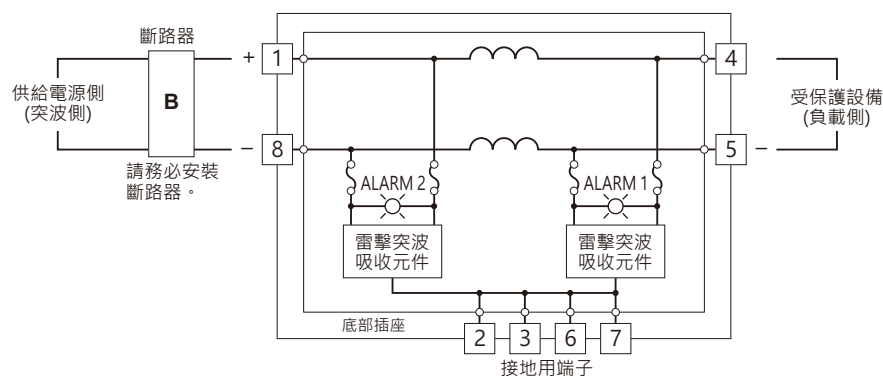 斷路器
供給電源側
(突波側)
B
+
1
4
受保護設備
(負載側)
−
8
5
−
請務必安裝
斷路器。
ALARM 2
ALARM 1
雷擊突波
吸收元件
雷擊突波
吸收元件
底部插座
2
3
6
7
接地用端子